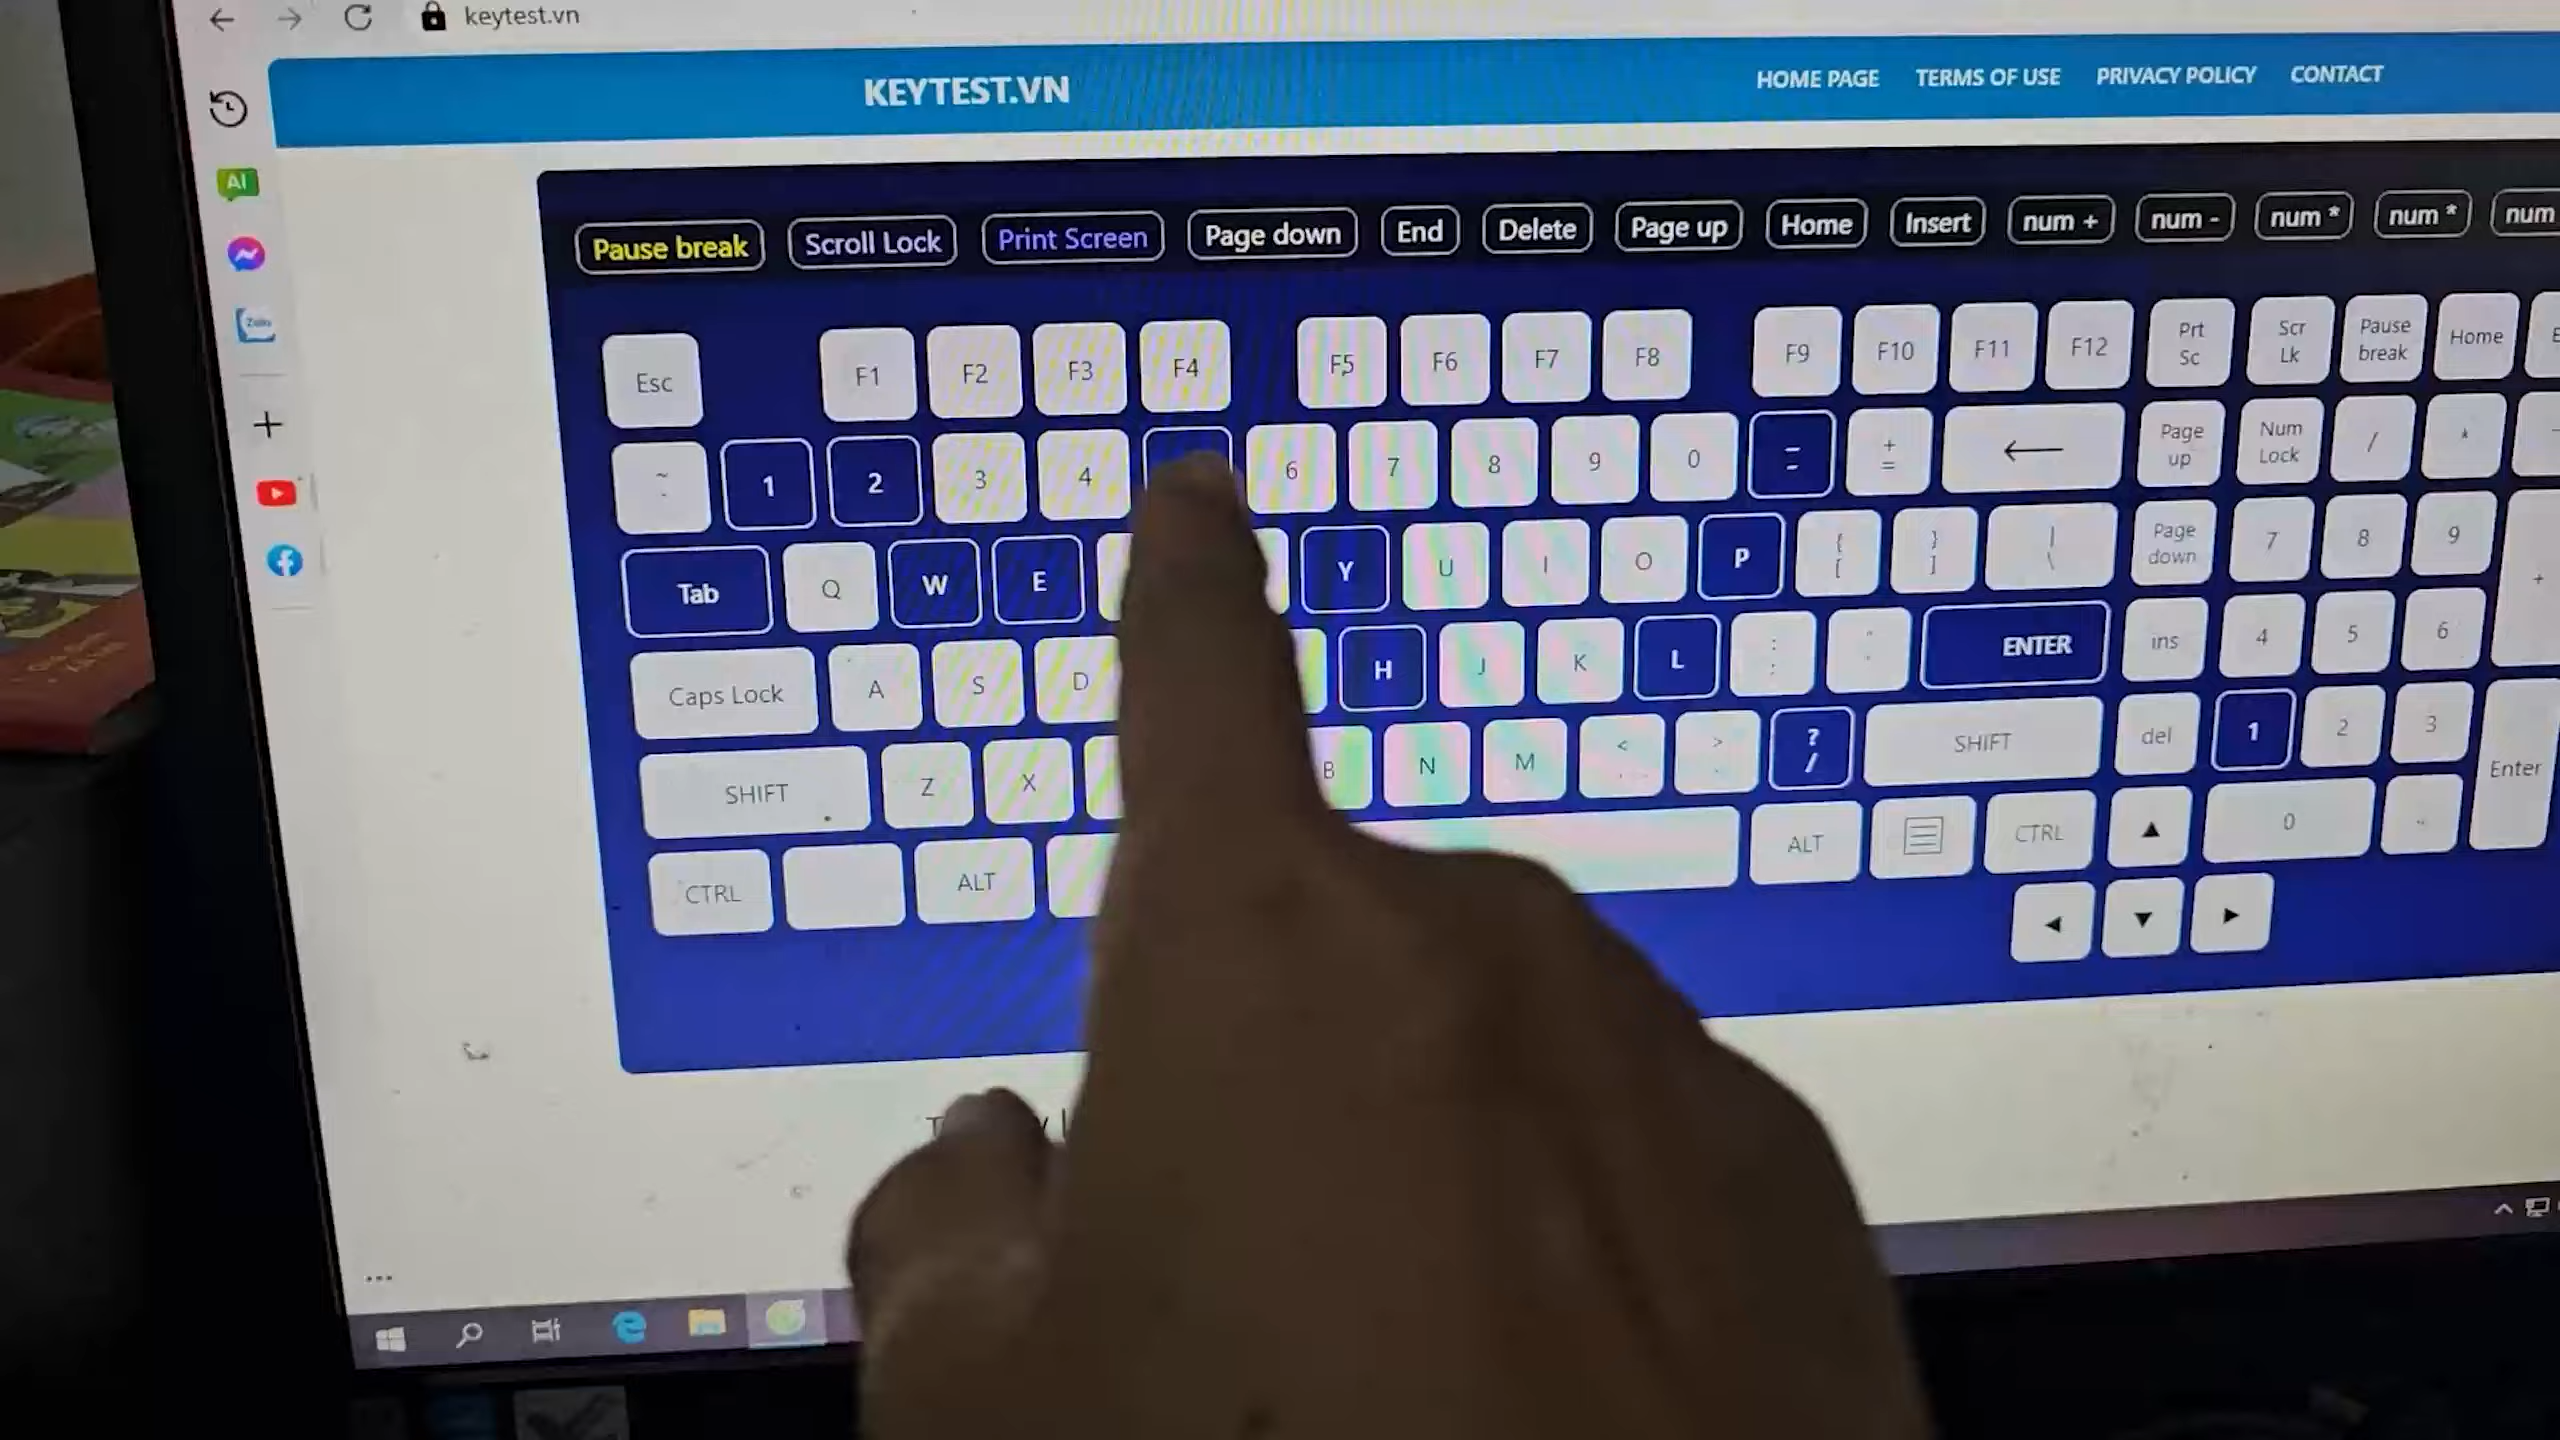 keytest.vn
KEYTEST.VN HOME PAGE TERMS OF USE PRIVACY POLICY CONTACT
AI
Zalo
Pause break Scroll Lock Print Screen Page down End Delete Page up Home Insert num + num - num * num * num
Esc F1 F2 F3 F4 F5 F6 F7 F8 F9 F10 F11 F12 Prt Sc Scr Lk Pause break Home E
~ 1 2 3 4 6 7 8 9 0 - + = ← Page up Num Lock / * -
Tab Q W E Y U I O P { [ } ] | \ Page down 7 8 9 +
Caps Lock A S D H J K L : ; " ' ENTER ins 4 5 6
SHIFT Z X B N M < > ? / SHIFT del 1 2 3 Enter
CTRL ALT ALT CTRL ▲ 0 .
◄ ▼ ►